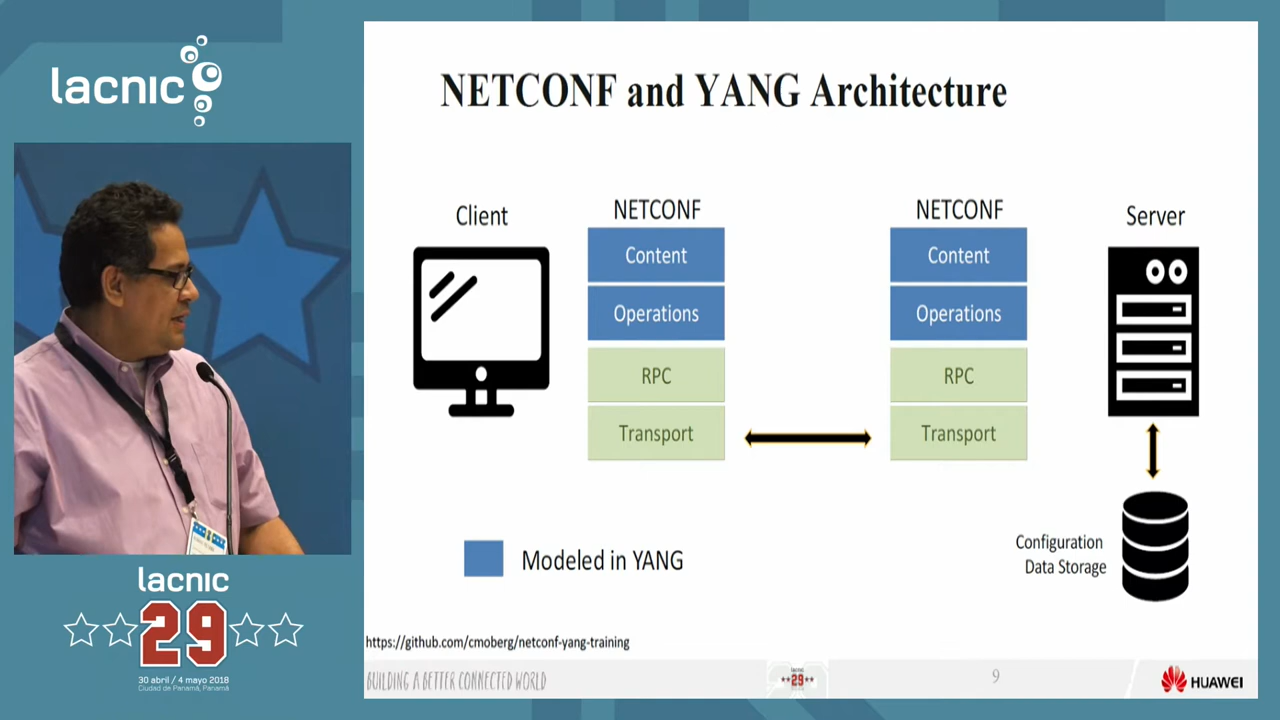 lacnic
NETCONF and YANG Architecture
Client
NETCONF
NETCONF
Server
Content
Content
Operations
Operations
RPC
RPC
Transport
Transport
Configuration
Data Storage
Modeled in YANG
https://github.com/cmoberg/netconf-yang-training
BUILDING A BETTER CONNECTED WORLD
lacnic
29
9
HUAWEI
lacnic
29
30 abril / 4 mayo 2018
Ciudad de Panamá, Panamá